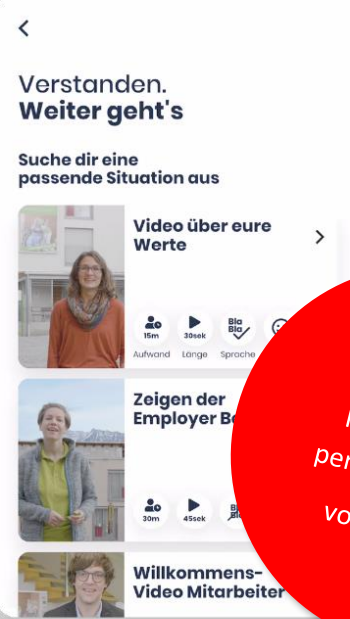 Verstanden.
Weiter geht's
Suche dir eine
passende Situation aus
Video über eure
Werte
Bla
Bla
15m
30sek
Aufwand
Länge
Sprache
Zeigen der
Employer
30m
45sek
Willkommens-
Video Mitarbeiter